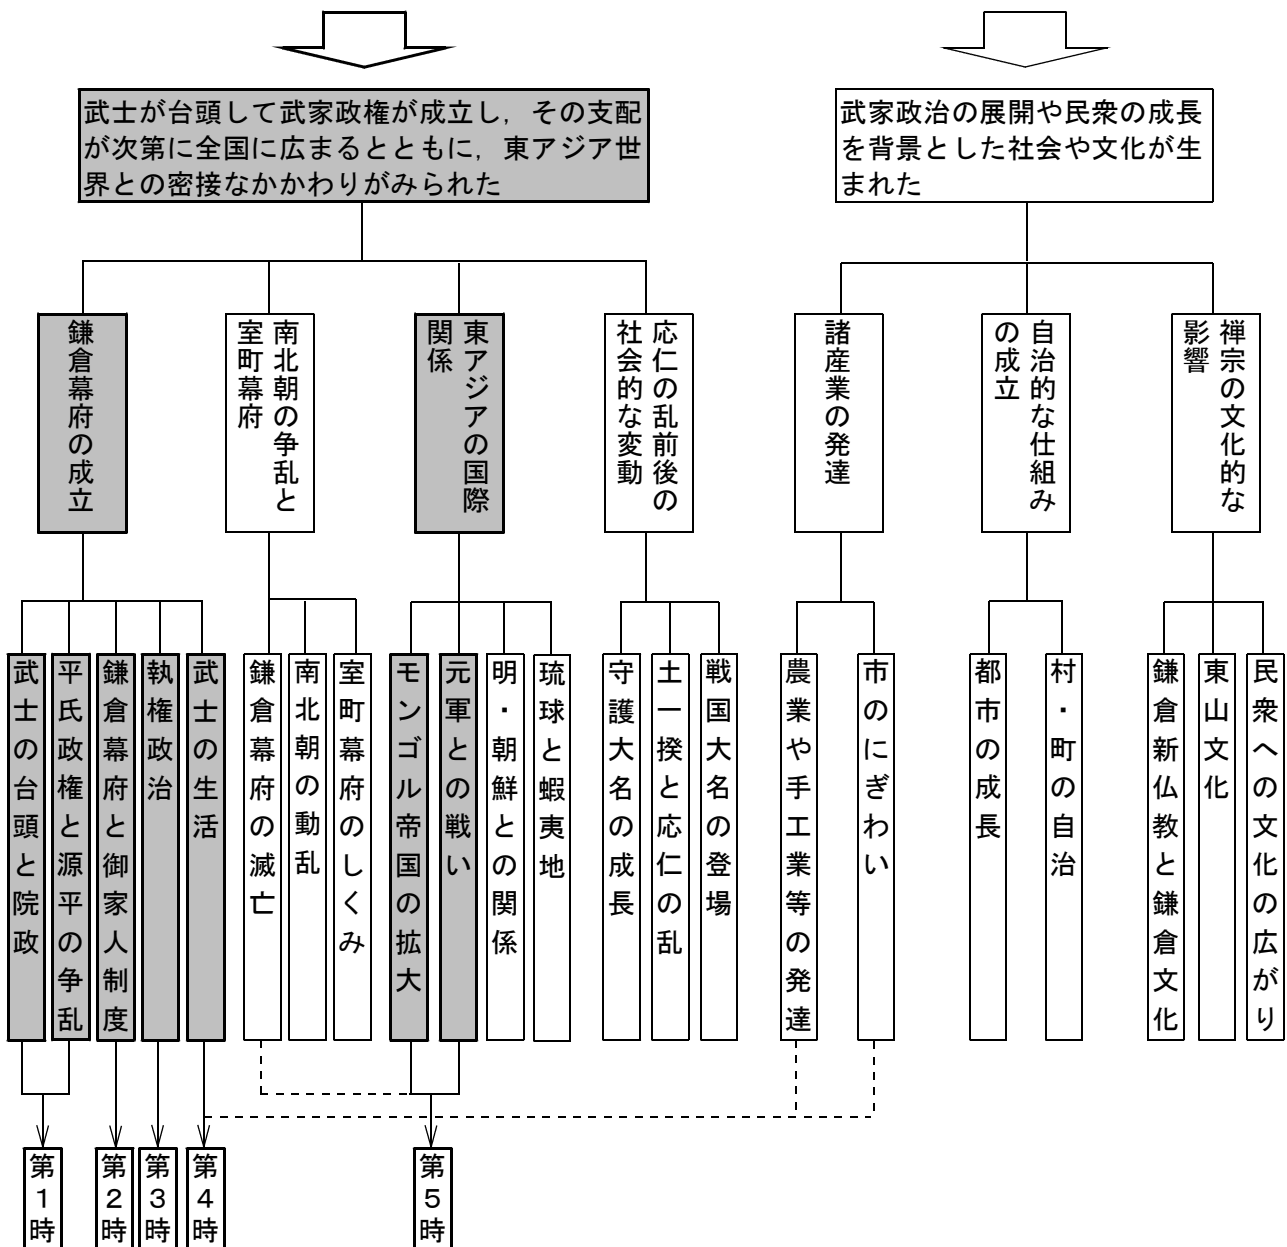 武士が台頭して武家政権が成立し，その支配
が次第に全国に広まるとともに，東アジア世
界との密接なかかわりがみられた
武家政治の展開や民衆の成長
を背景とした社会や文化が生
まれた
鎌倉幕府の成立
南北朝の争乱と
室町幕府
東アジアの国際
関係
応仁の乱前後の
社会的な変動
諸産業の発達
自治的な仕組み
の成立
禅宗の文化的な
影響
武士の台頭と院政
平氏政権と源平の争乱
鎌倉幕府と御家人制度
執権政治
武士の生活
鎌倉幕府の滅亡
南北朝の動乱
室町幕府のしくみ
モンゴル帝国の拡大
元軍との戦い
明・朝鮮との関係
琉球と蝦夷地
守護大名の成長
土一揆と応仁の乱
戦国大名の登場
農業や手工業等の発達
市のにぎわい
都市の成長
村・町の自治
鎌倉新仏教と鎌倉文化
東山文化
民衆への文化の広がり
第１時
第２時
第３時
第４時
第５時